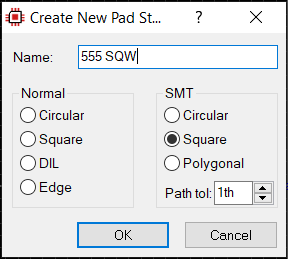 Create New Pad St... ?
Name: 555 SQW
Normal
Circular
Square
DIL
Edge
SMT
Circular
Square
Polygonal
Path tol: 1th
OK Cancel